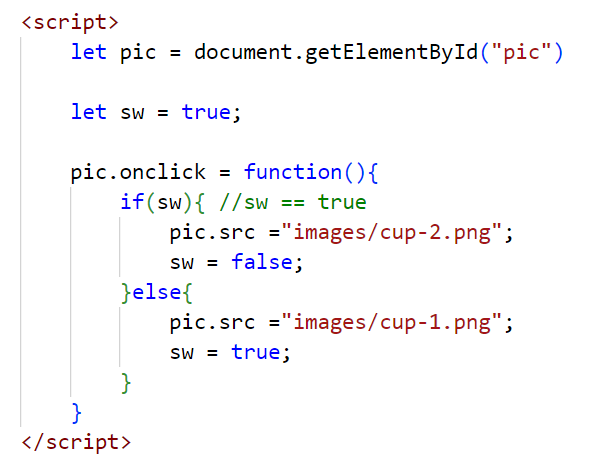 <script>
let pic = document.getElementById("pic")
let sw = true;
pic.onclick = function(){
if(sw){ //sw == true
pic.src ="images/cup-2.png";
sw = false;
}else{
pic.src ="images/cup-1.png";
sw = true;
}
}
</script>